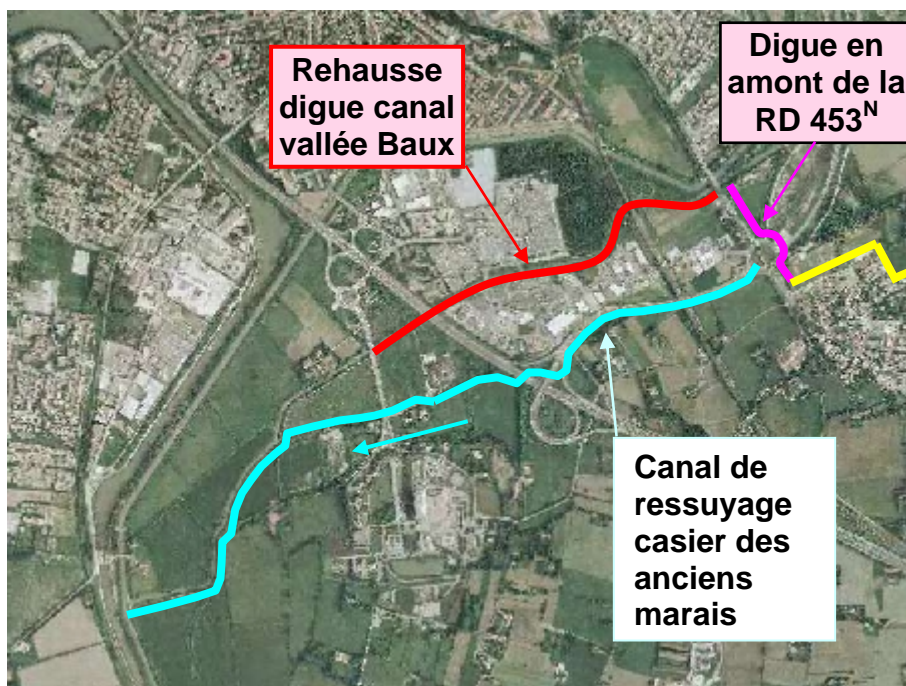 Rehausse
digue canal
vallée Baux
Digue en
amont de la
RD 453N
Canal de
ressuyage
casier des
anciens
marais